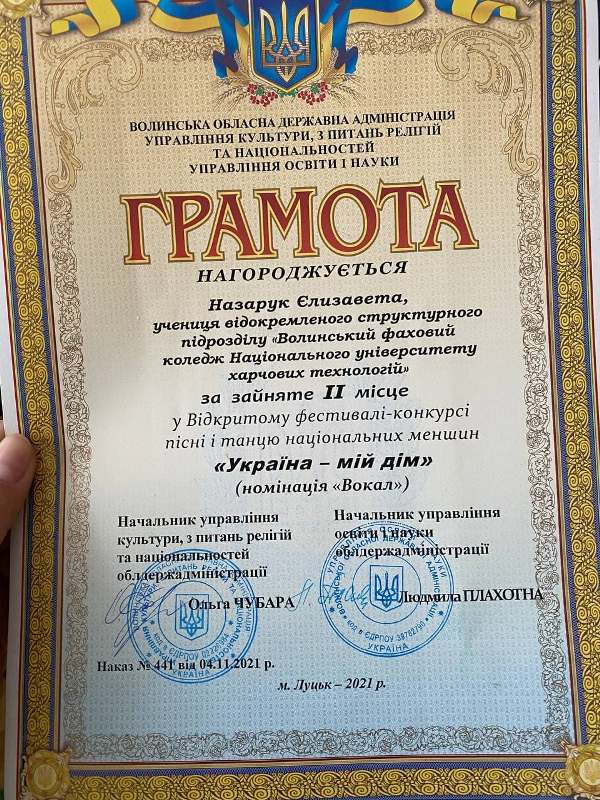 ВОЛИНСЬКА ОБЛАСНА ДЕРЖАВНА АДМІНІСТРАЦІЯ
УПРАВЛІННЯ КУЛЬТУРИ, З ПИТАНЬ РЕЛІГІЙ
ТА НАЦІОНАЛЬНОСТЕЙ
УПРАВЛІННЯ ОСВІТИ І НАУКИ
ГРАМОТА
НАГОРОДЖУЄТЬСЯ
Назарук Єлизавета,
учениця відокремленого структурного
підрозділу «Волинський фаховий
коледж Національного університету
харчових технологій»
за зайняте II місце
у Відкритому фестивалі-конкурсі
пісні і танцю національних меншин
«Україна – мій дім»
(номінація «Вокал»)
Начальник управління
культури, з питань релігій
та національностей
облдержадміністрації
Ольга ЧУБАРА
Начальник управління
освіти і науки
облдержадміністрації
Людмила ПЛАХОТНА
УКРАЇНА
УКРАЇНА
Наказ № 441 від 04.11.2021 р.
м. Луцьк – 2021 р.